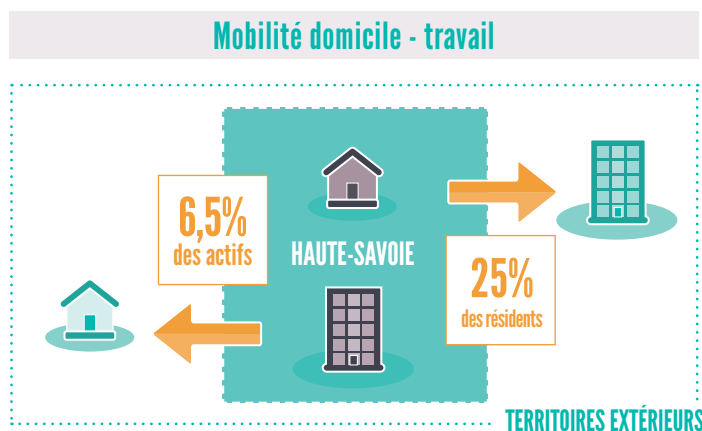 Mobilité domicile - travail
6,5%
des actifs
HAUTE-SAVOIE
25%
des résidents
TERRITOIRES EXTÉRIEURS